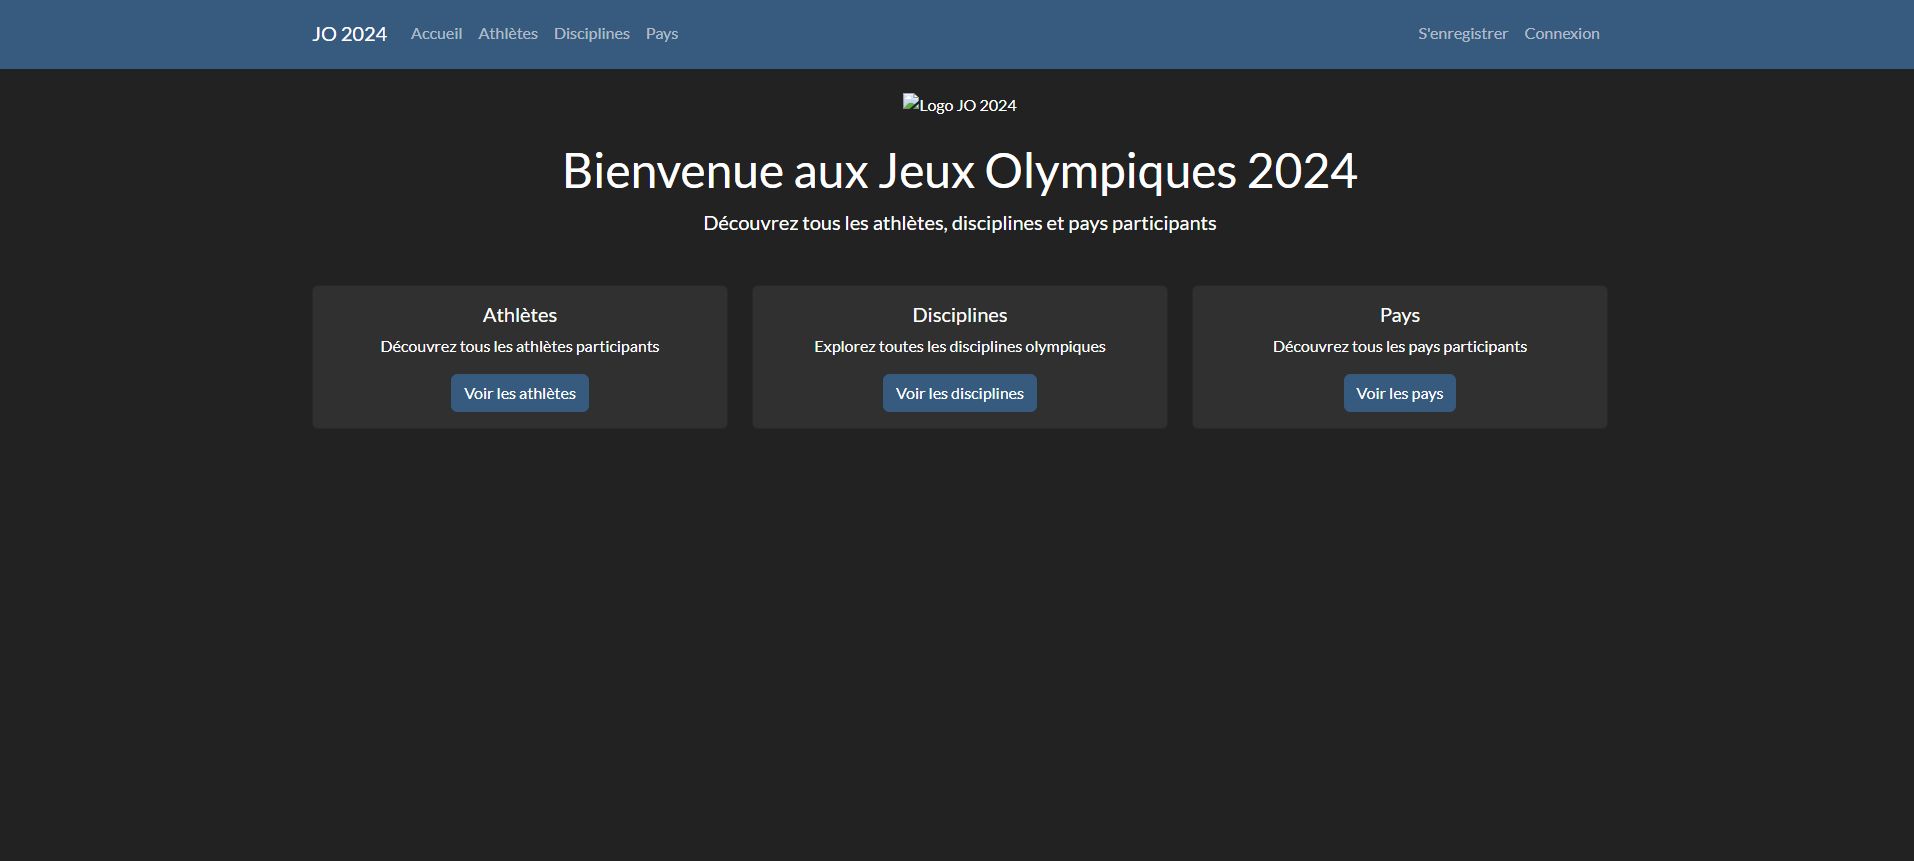 JO 2024 Accueil Athlètes Disciplines Pays S'enregistrer Connexion
Logo JO 2024
Bienvenue aux Jeux Olympiques 2024
Découvrez tous les athlètes, disciplines et pays participants
Athlètes
Découvrez tous les athlètes participants
Voir les athlètes
Disciplines
Explorez toutes les disciplines olympiques
Voir les disciplines
Pays
Découvrez tous les pays participants
Voir les pays